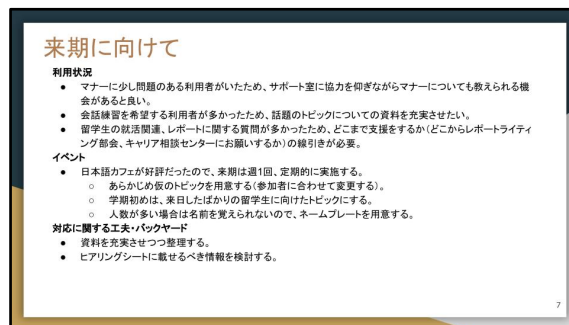 来期に向けて
利用状況
● マナーに少し問題のある利用者がいたため、サポート室に協力を仰ぎながらマナーについても教えられる機
会があると良い。
● 会話練習を希望する利用者が多かったため、話題のトピックについての資料を充実させたい。
● 留学生の就活関連、レポートに関する質問が多かったため、どこまで支援をするか(どこからレポートライティ
ング部会、キャリア相談センターにお願いするか)の線引きが必要。
イベント
● 日本語カフェが好評だったので、来期は週1回、定期的に実施する。
○ あらかじめ仮のトピックを用意する(参加者に合わせて変更する)。
○ 学期初めは、来日したばかりの留学生に向けたトピックにする。
○ 人数が多い場合は名前を覚えられないので、ネームプレートを用意する。
対応に関する工夫・バックヤード
● 資料を充実させつつ整理する。
● ヒアリングシートに載せるべき情報を検討する。
7